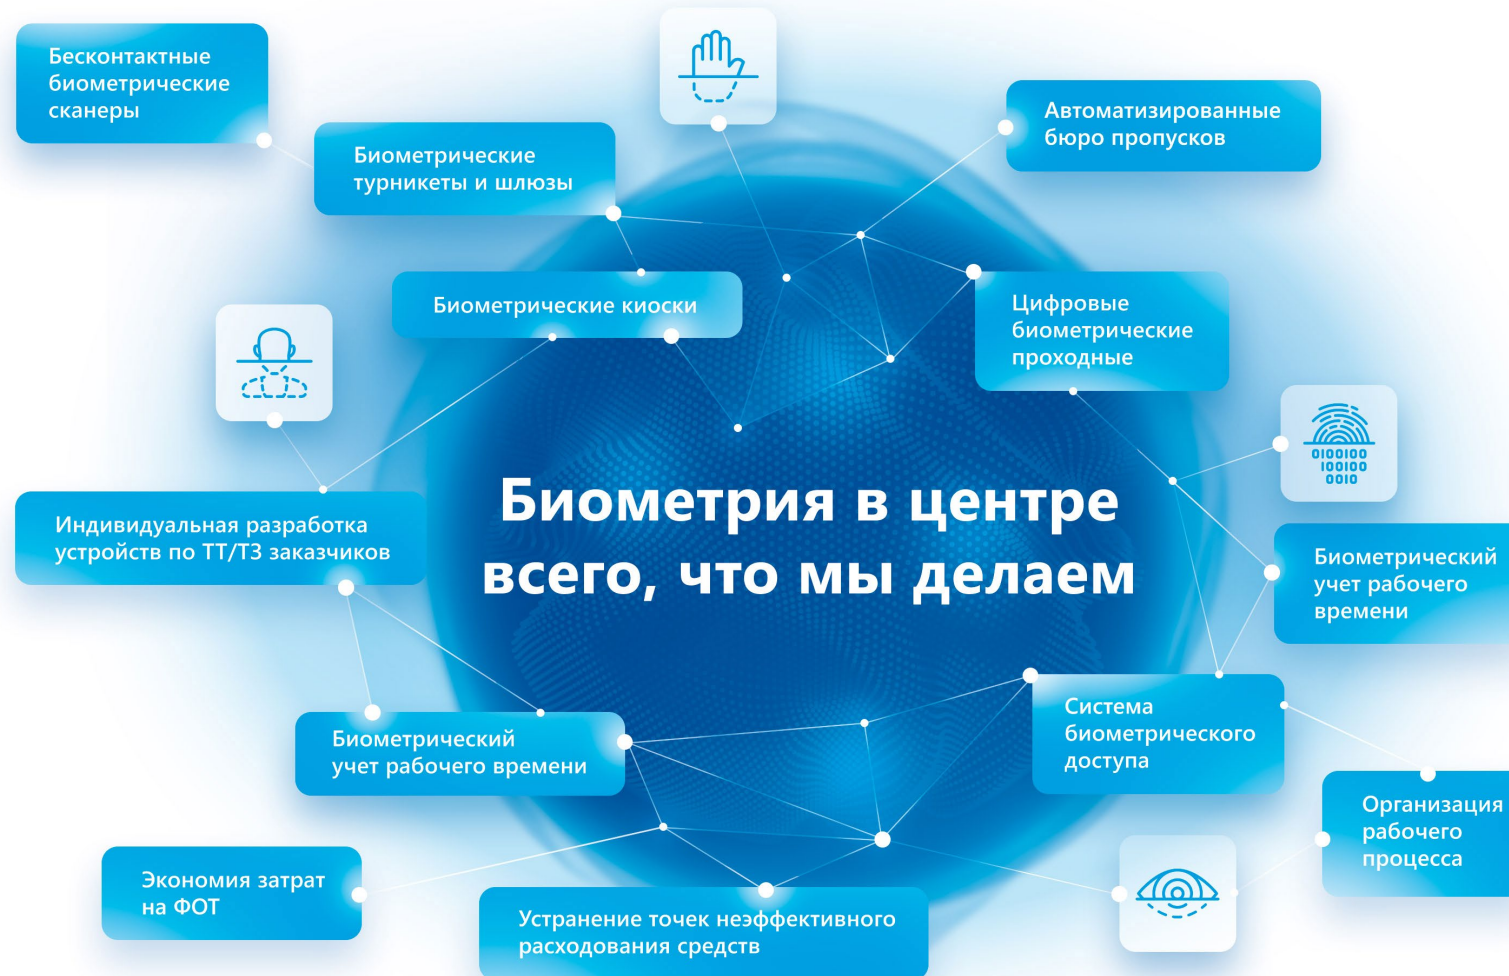 Бесконтактные
биометрические
сканеры
Биометрические
турникеты и шлюзы
Автоматизированные
бюро пропусков
Биометрические киоски
Цифровые
биометрические
проходные
0100100
100100
0010
Биометрия в центре
всего, что мы делаем
Индивидуальная разработка
устройств по ТТ/ТЗ заказчиков
Биометрический
учет рабочего
времени
Биометрический
учет рабочего времени
Система
биометрического
доступа
Организация
рабочего
процесса
Экономия затрат
на ФОТ
Устранение точек неэффективного
расходования средств